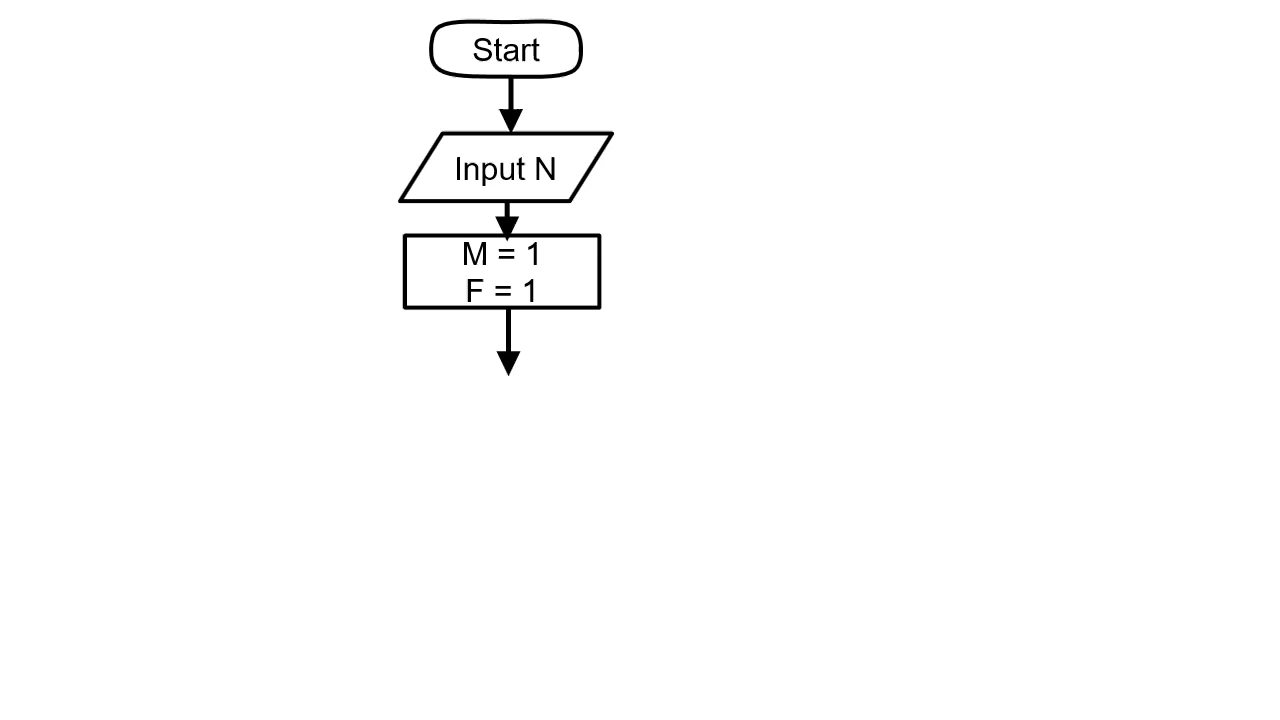 Start
Input N
M = 1
F = 1